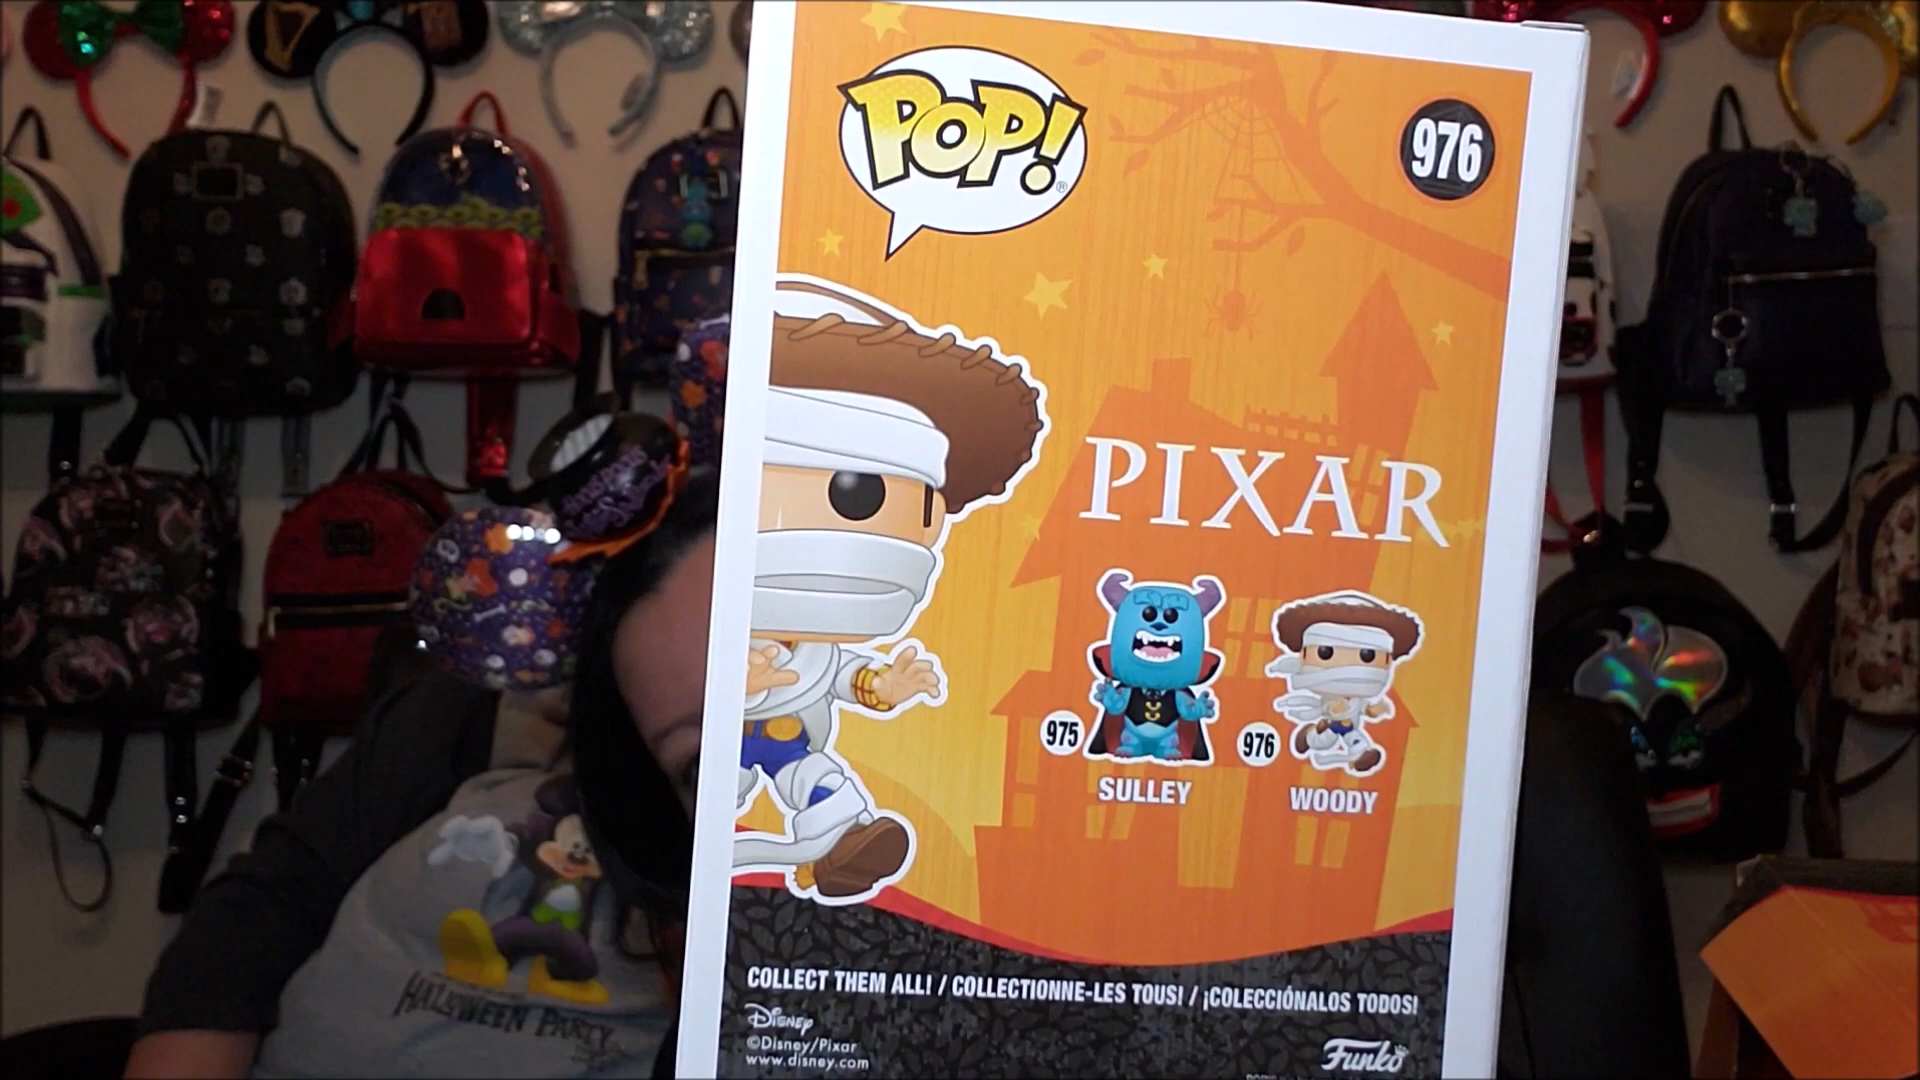 POP!
®
976
PIXAR
975
976
SULLEY
WOODY
COLLECT THEM ALL! / COLLECTIONNE-LES TOUS! / ¡COLECCIÓNALOS TODOS!
Disney
©Disney/Pixar
www.disney.com
Funko
HALLOWEEN PARTY